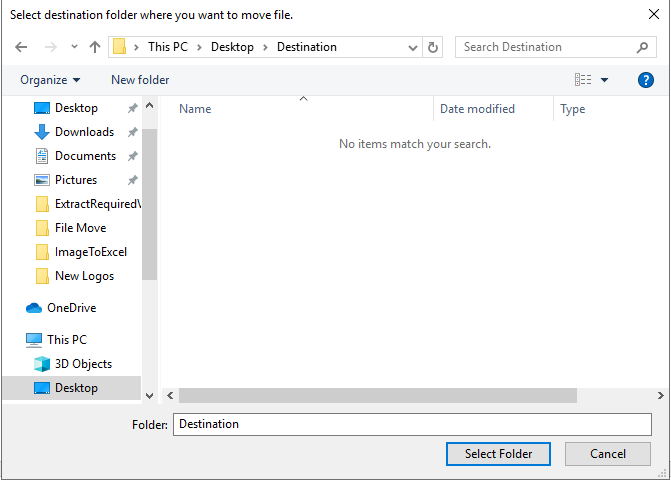 Select destination folder where you want to move file.
This PC > Desktop > Destination
Search Destination
Organize
New folder
?
Name
Date modified
Type
No items match your search.
Desktop
Downloads
Documents
Pictures
ExtractRequired
File Move
ImageToExcel
New Logos
OneDrive
This PC
3D Objects
Desktop
Folder: Destination
Select Folder
Cancel